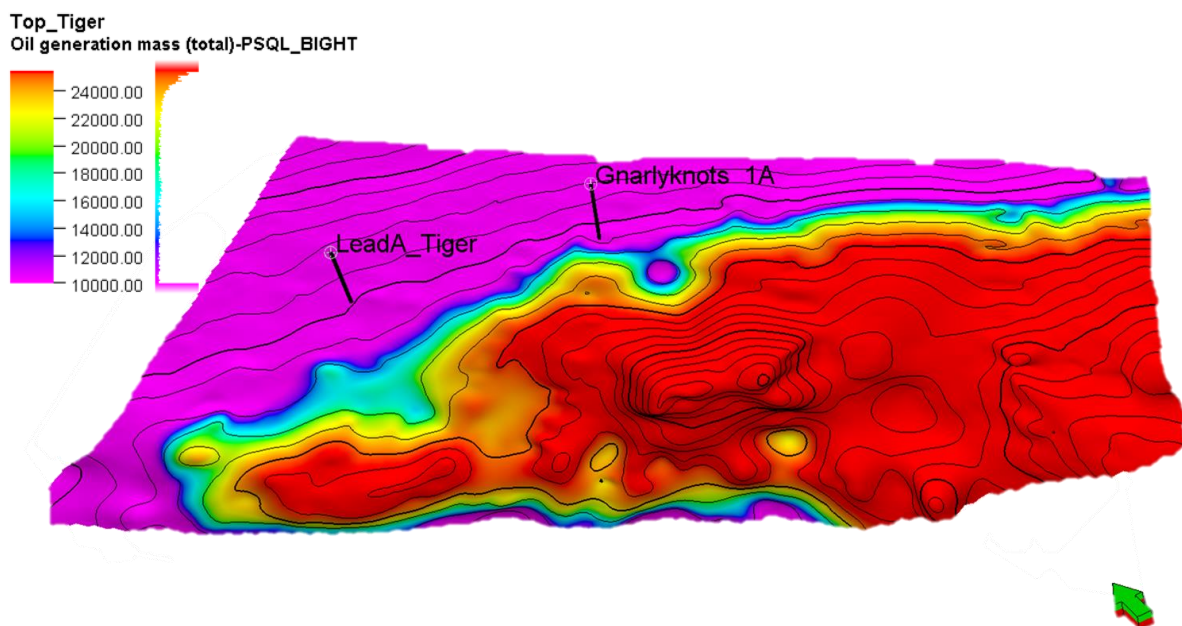 Top_Tiger
Oil generation mass (total)-PSQL_BIGHT
24000.00
22000.00
20000.00
18000.00
16000.00
14000.00
12000.00
10000.00
Gnarlyknots_1A
LeadA_Tiger